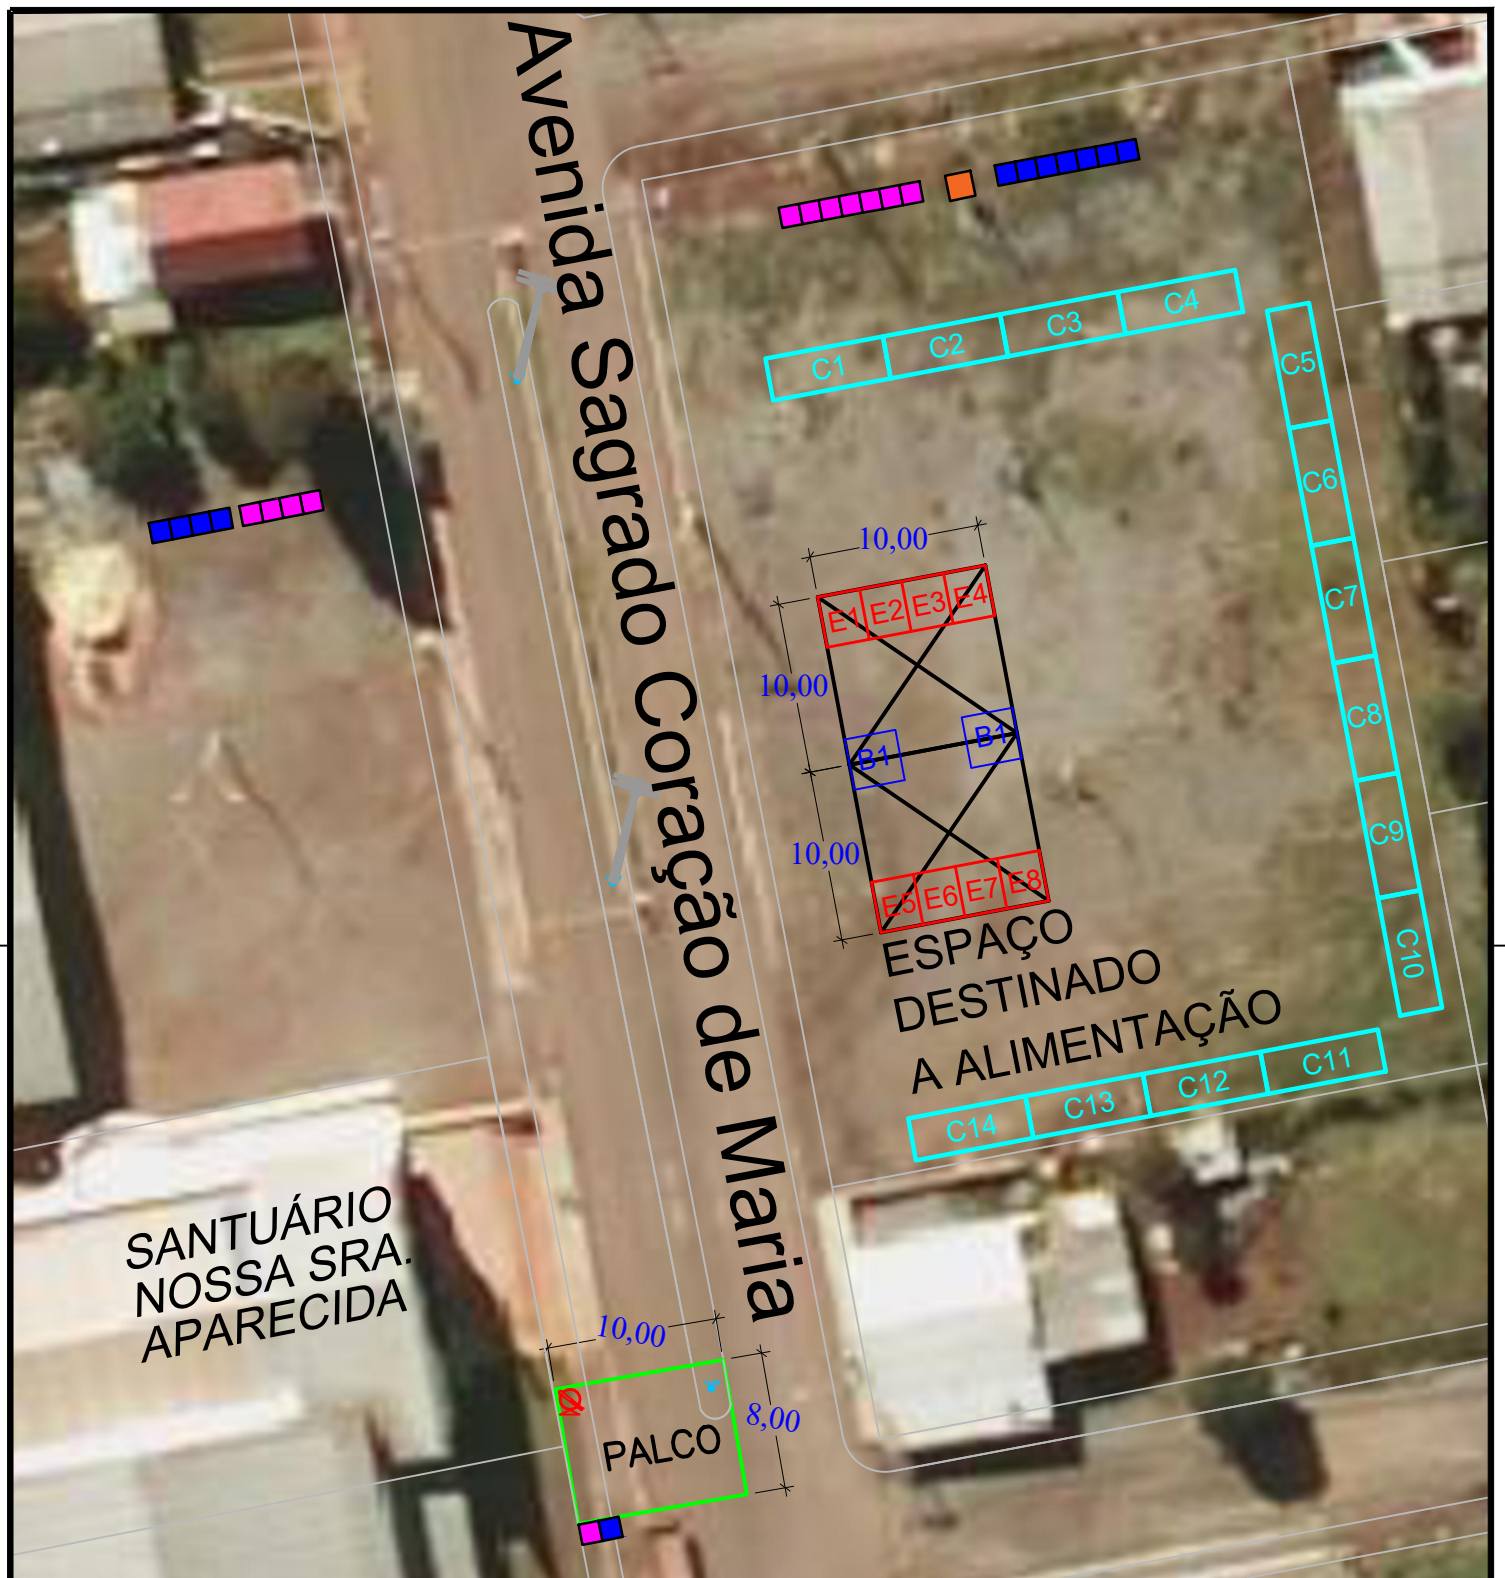 Avenida Sagrado Coração de Maria
C1
C2
C3
C4
C5
C6
C7
C8
C9
C10
10,00
E1
E2
E3
E4
10,00
B1
B1
10,00
E5
E6
E7
E8
ESPAÇO
DESTINADO
A ALIMENTAÇÃO
C14
C13
C12
C11
SANTUÁRIO
NOSSA SRA.
APARECIDA
10,00
8,00
PALCO